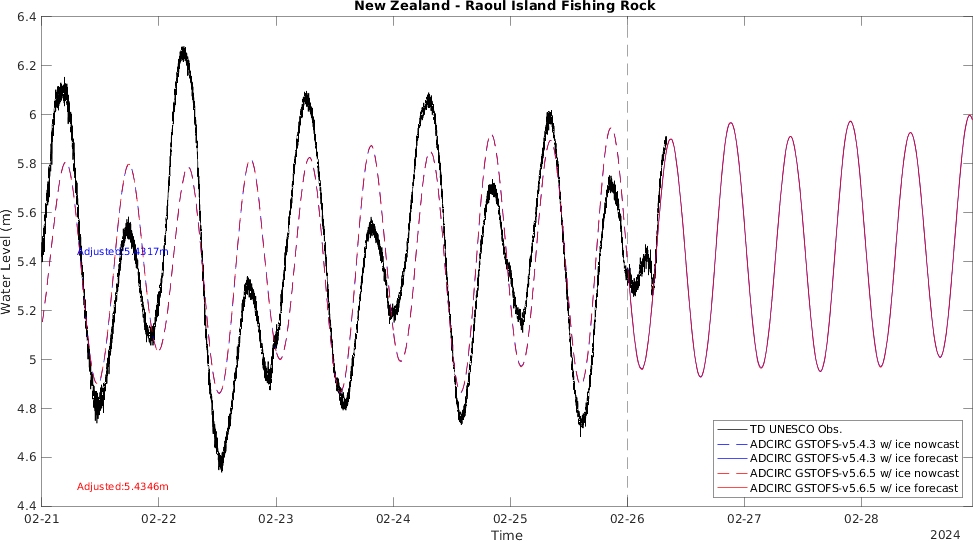 New Zealand - Raoul Island Fishing Rock
6.4
6.2
6
5.8
5.6
5.4
5.2
5
4.8
4.6
4.4
Water Level (m)
Adjusted:5.4317m
Adjusted:5.4346m
TD UNESCO Obs.
ADCIRC GSTOFS-v5.4.3 w/ ice nowcast
ADCIRC GSTOFS-v5.4.3 w/ ice forecast
ADCIRC GSTOFS-v5.6.5 w/ ice nowcast
ADCIRC GSTOFS-v5.6.5 w/ ice forecast
02-21 02-22 02-23 02-24 02-25 02-26 02-27 02-28
Time
2024